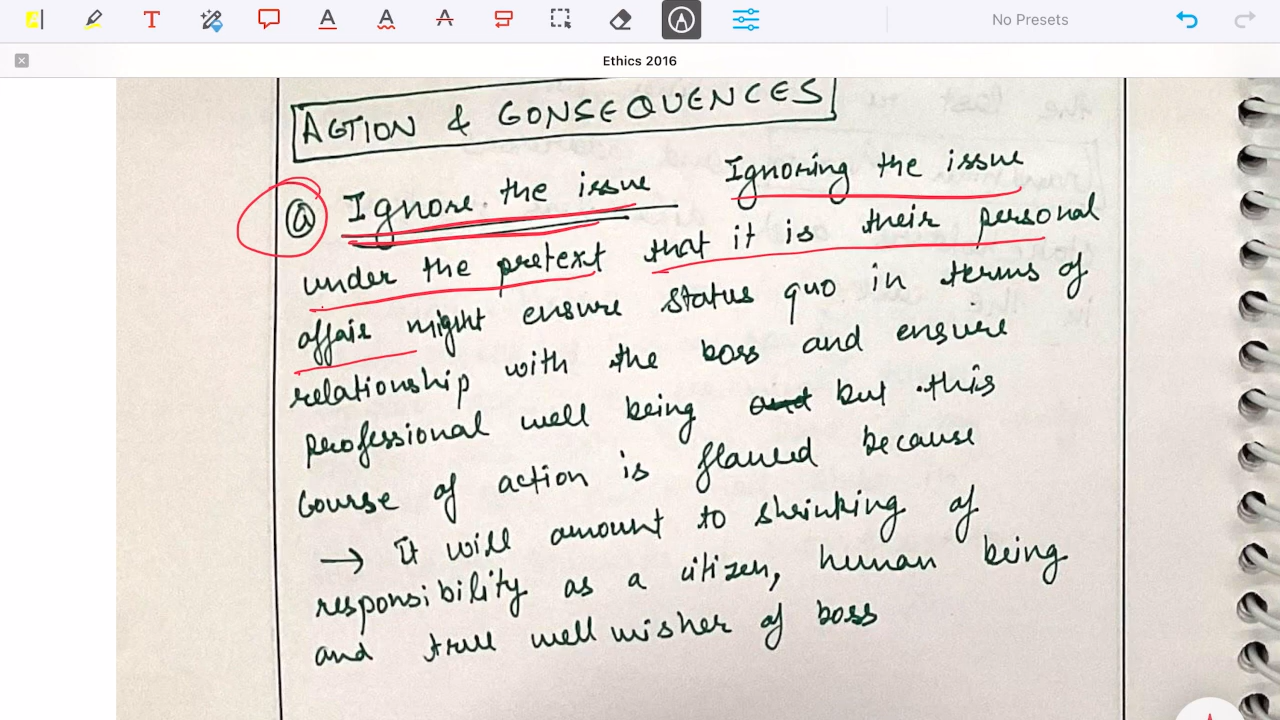 No Presets
Ethics 2016
ACTION & CONSEQUENCES
(a) Ignore the issue Ignoring the issue
under the pretext that it is their personal
affair might ensure status quo in terms of
relationship with the boss and ensure
professional well being and but this
course of action is flawed because
→ It will amount to shrinking of
responsibility as a citizen, human being
and true well wisher of boss